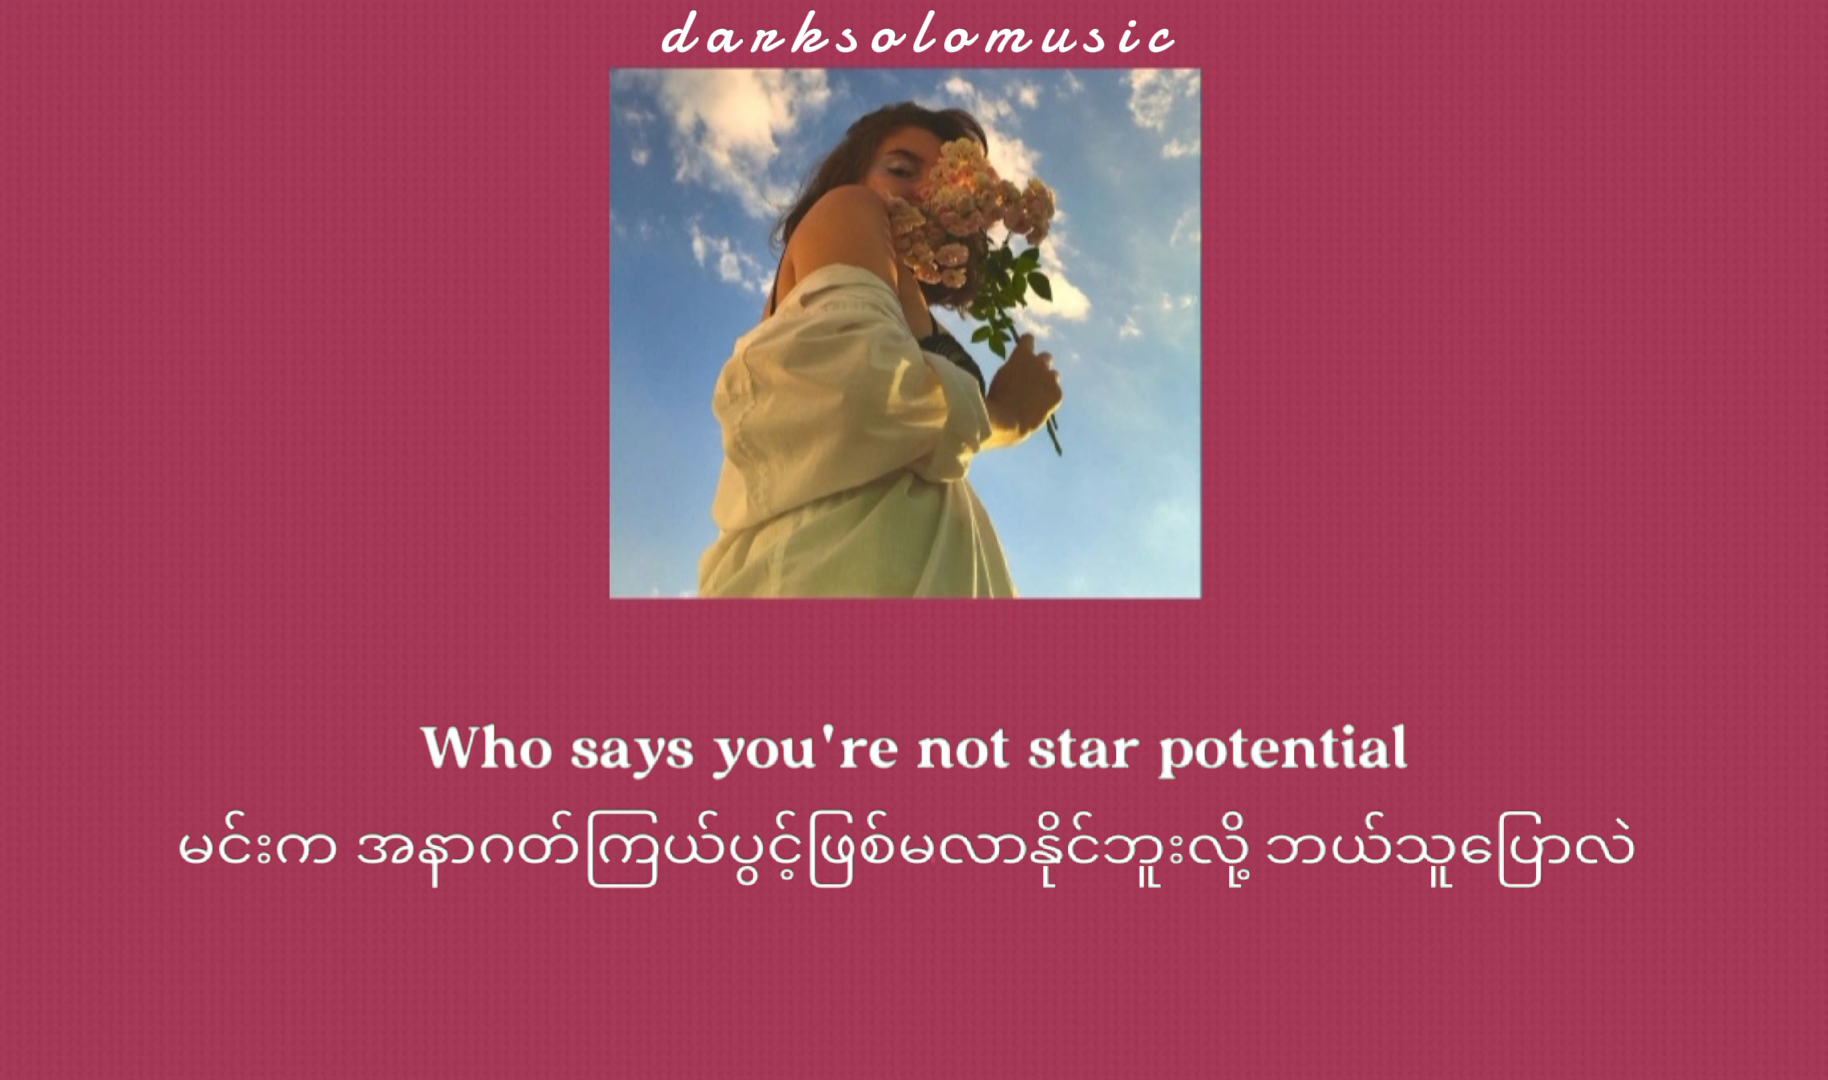 darksolomusic
Who says you're not star potential
မင်းက အနာဂတ်ကြယ်ပွင့်ဖြစ်မလာနိုင်ဘူးလို့ ဘယ်သူပြောလဲ